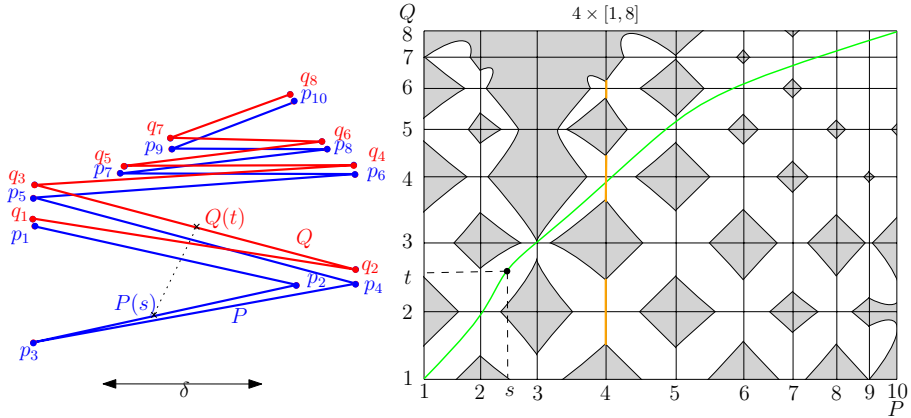 q₈
p₁₀
q₇
q₆
p₉
p₈
q₅
q₄
p₇
p₆
q₃
p₅
q₁
Q(t)
p₁
Q
q₂
p₂
p₄
P(s)
P
p₃
δ
Q
4 × [1, 8]
8
7
6
5
4
3
t
2
1
1 2 s 3 4 5 6 7 8 9 10
P